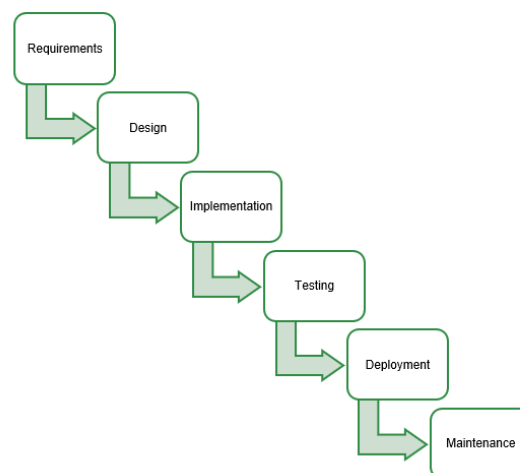 Requirements
Design
Implementation
Testing
Deployment
Maintenance